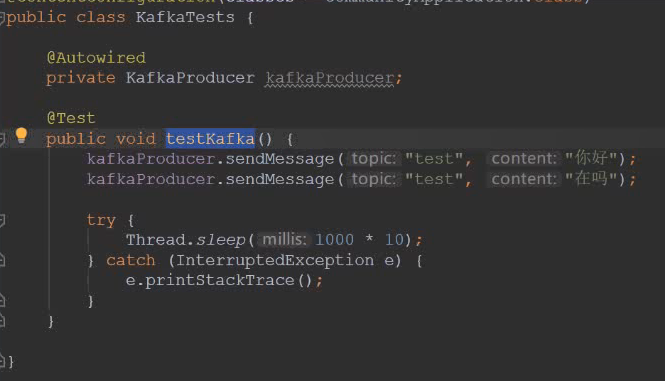 public class KafkaTests {
@Autowired
private KafkaProducer kafkaProducer;
@Test
public void testKafka() {
kafkaProducer.sendMessage( topic: "test", content: "你好");
kafkaProducer.sendMessage( topic: "test", content: "在吗");
try {
Thread.sleep( millis: 1000 * 10);
} catch (InterruptedException e) {
e.printStackTrace();
}
}
}